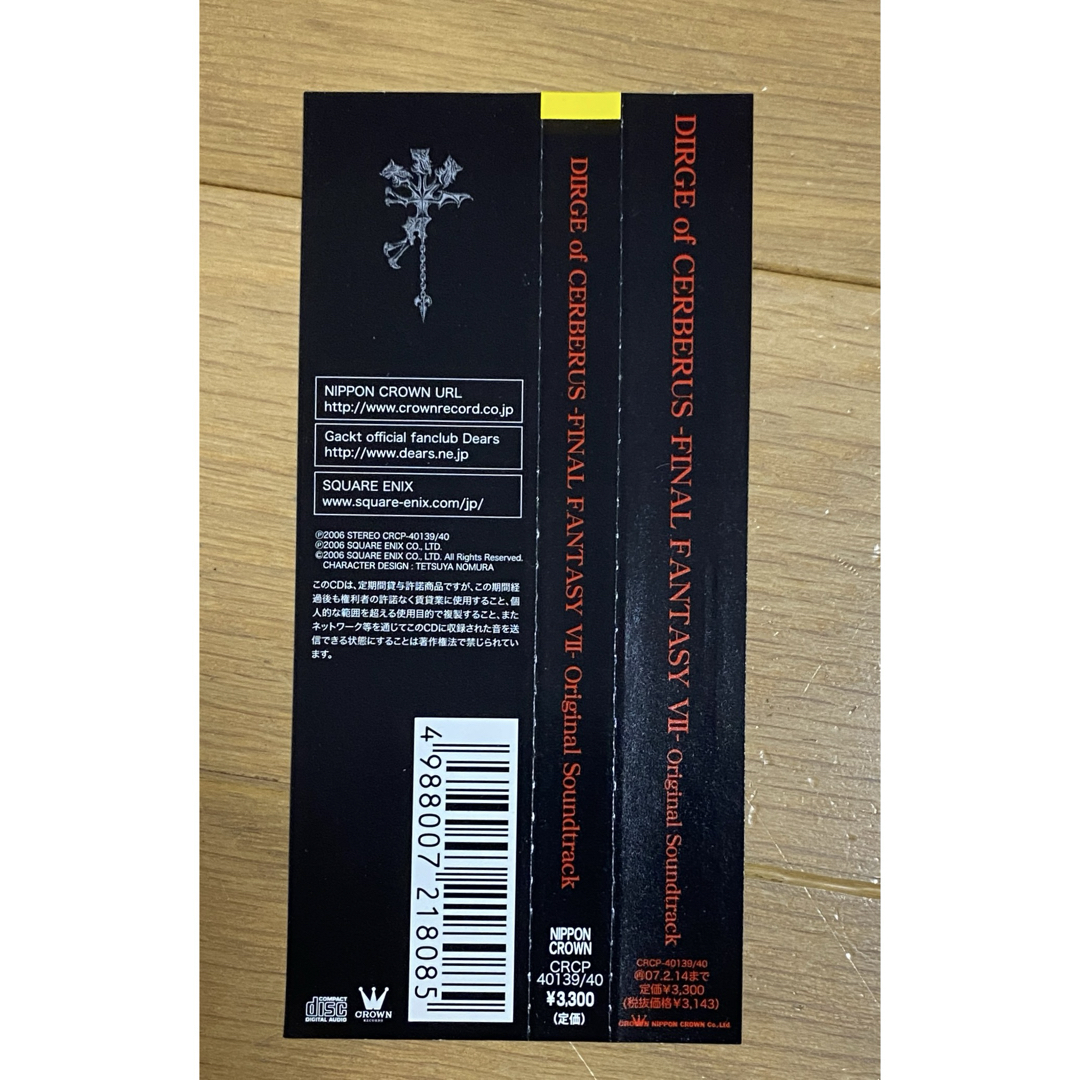 NIPPON CROWN URL
http://www.crownrecord.co.jp
Gackt official fanclub Dears
http://www.dears.ne.jp
SQUARE ENIX
www.square-enix.com/jp/
Ⓟ2006 STEREO CRCP-40139/40
Ⓟ2006 SQUARE ENIX CO., LTD.
©2006 SQUARE ENIX CO., LTD. All Rights Reserved.
CHARACTER DESIGN : TETSUYA NOMURA
このCDは、定期間貸与許諾商品ですが、この期間経
過後も権利者の許諾なく賃貸業に使用すること、個
人的な範囲を超える使用目的で複製すること、また
ネットワーク等を通じてこのCDに収録された音を送
信できる状態にすることは著作権法で禁じられてい
ます。
4 988007 218085
COMPACT
disc
DIGITAL AUDIO
CROWN
RECORDS
DIRGE of CERBERUS -FINAL FANTASY VII- Original Soundtrack
NIPPON
CROWN
CRCP
40139/40
¥3,300
(定価)
DIRGE of CERBERUS -FINAL FANTASY VII- Original Soundtrack
CRCP-40139/40
07.2.14まで
定価¥3,300
(税抜価格¥3,143)
CROWN NIPPON CROWN Co.,Ltd.